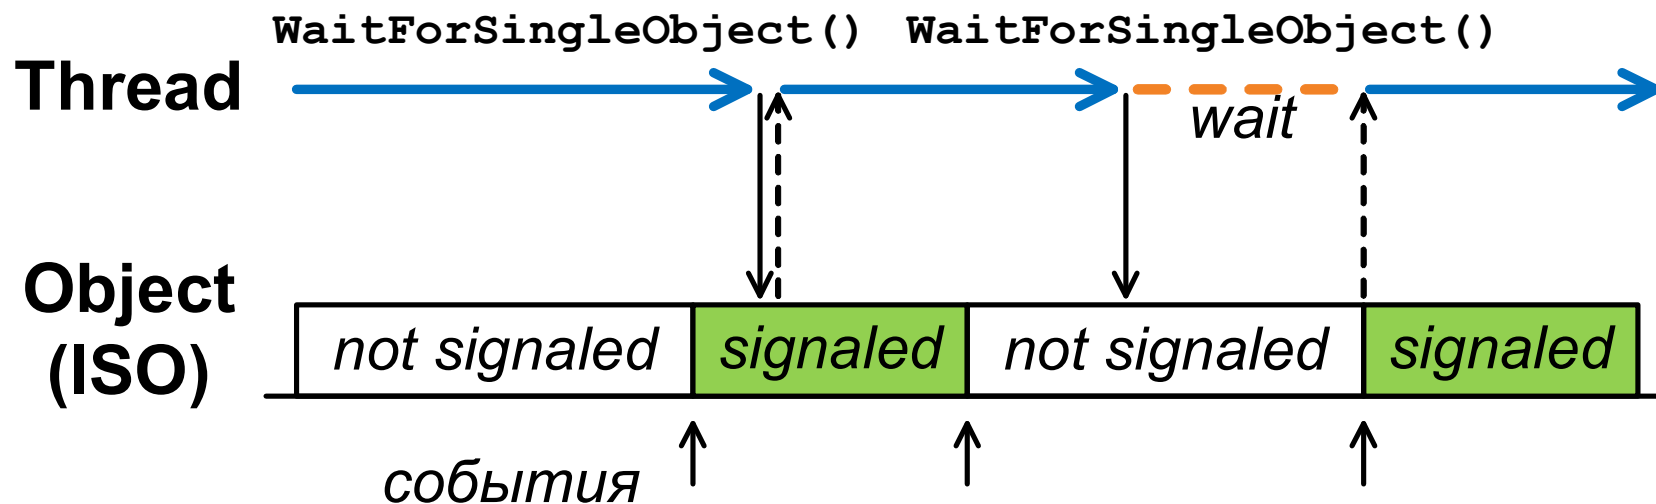 WaitForSingleObject() WaitForSingleObject()
Thread
wait
Object
(ISO)
not signaled signaled not signaled signaled
события